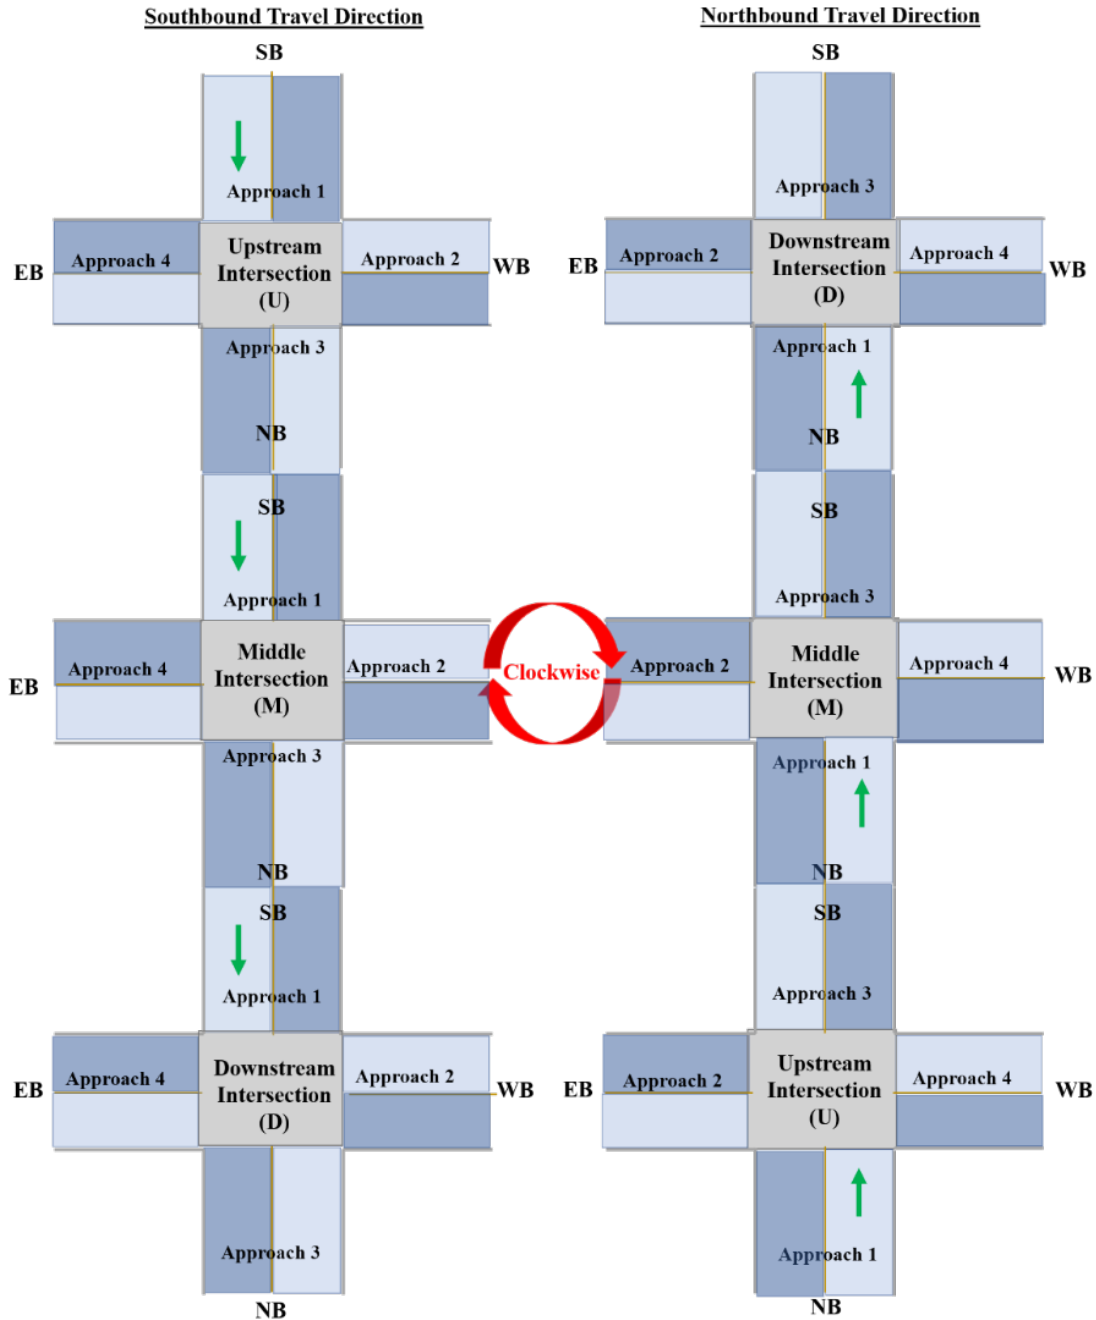 Southbound Travel Direction
SB
Approach 1
Approach 4
Upstream
Intersection
(U)
Approach 2
EB
WB
Approach 3
NB
SB
Approach 1
Approach 4
Middle
Intersection
(M)
Approach 2
EB
Approach 3
NB
SB
Approach 1
Approach 4
Downstream
Intersection
(D)
Approach 2
EB
WB
Approach 3
NB
Clockwise
Northbound Travel Direction
SB
Approach 3
Approach 2
Downstream
Intersection
(D)
Approach 4
EB
WB
Approach 1
NB
SB
Approach 3
Approach 2
Middle
Intersection
(M)
Approach 4
WB
Approach 1
NB
SB
Approach 3
Approach 2
Upstream
Intersection
(U)
Approach 4
EB
WB
Approach 1
NB